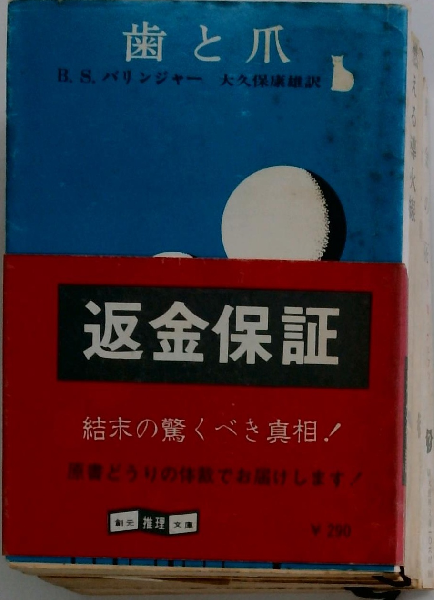 歯と爪
B. S. バリンジャー 大久保康雄訳
返金保証
結末の驚くべき真相!
原書どうりの体裁でお届けします!
創元 推理 文庫
¥290